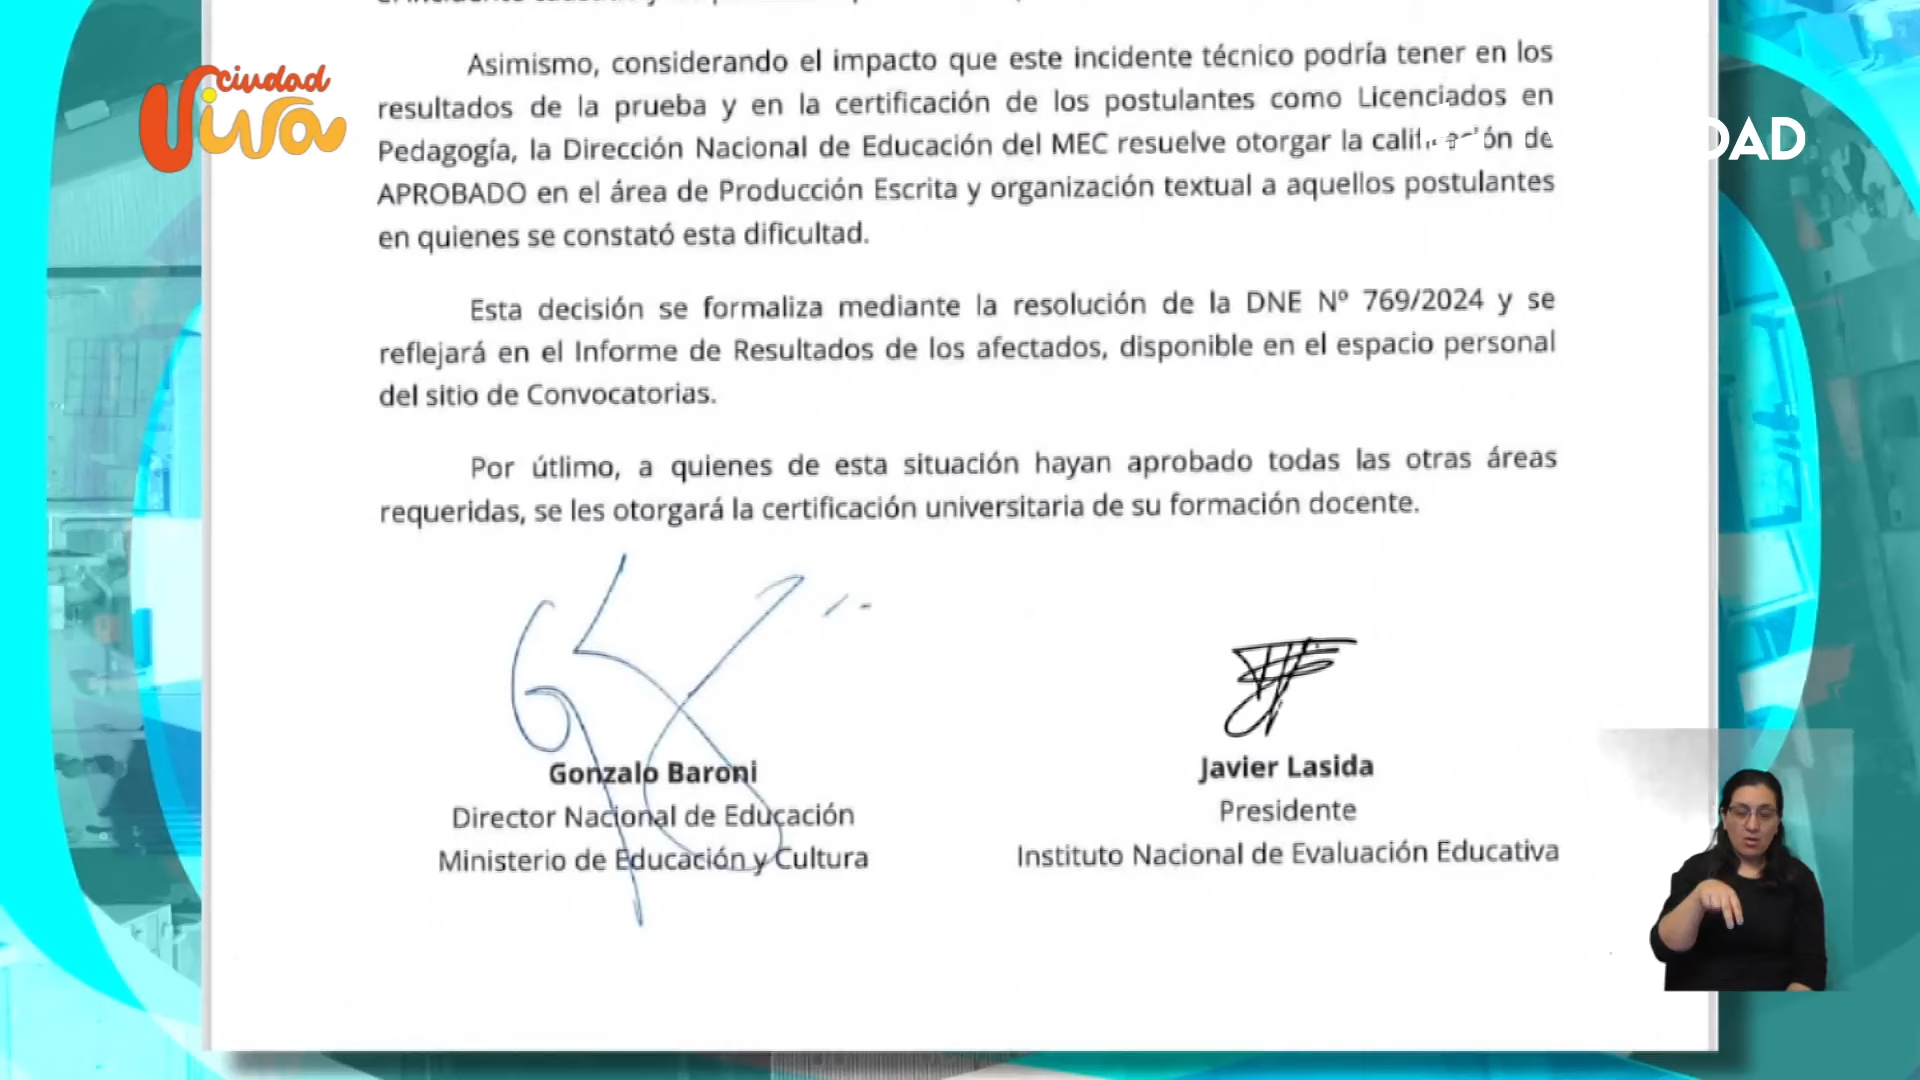 Asimismo, considerando el impacto que este incidente técnico podría tener en los
resultados de la prueba y en la certificación de los postulantes como Licenciados en
Pedagogía, la Dirección Nacional de Educación del MEC resuelve otorgar la de
APROBADO en el área de Producción Escrita y organización textual a aquellos postulantes
en quienes se constató esta dificultad.
Esta decisión se formaliza mediante la resolución de la DNE Nº 769/2024 y se
reflejará en el Informe de Resultados de los afectados, disponible en el espacio personal
del sitio de Convocatorias.
Por útlimo, a quienes de esta situación hayan aprobado todas las otras áreas
requeridas, se les otorgará la certificación universitaria de su formación docente.
Gonzalo Baroni
Director Nacional de Educación
Ministerio de Educación y Cultura
Javier Lasida
Presidente
Instituto Nacional de Evaluación Educativa
ciudad
Viva
DAD